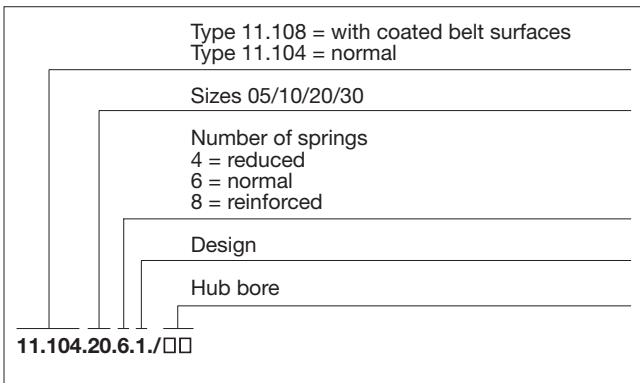 Type 11.108 = with coated belt surfaces
Type 11.104 = normal
Sizes 05/10/20/30
Number of springs
4 = reduced
6 = normal
8 = reinforced
Design
Hub bore
11.104.20.6.1./□□